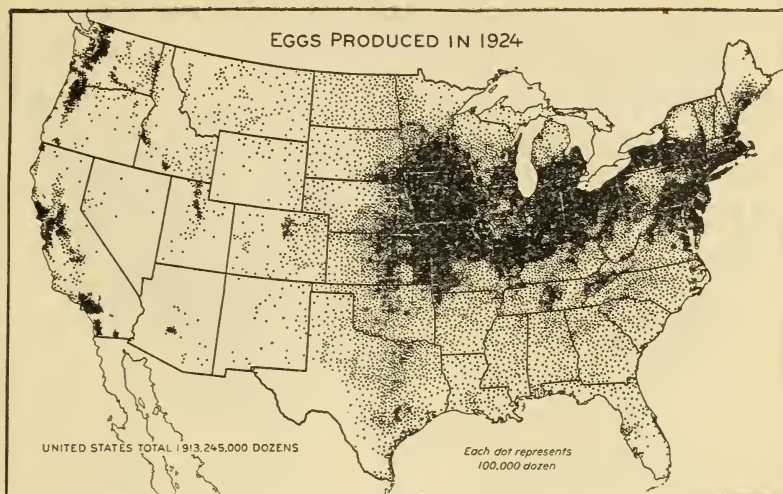 EGGS PRODUCED IN 1924
UNITED STATES TOTAL 1,913,245,000 DOZENS
Each dot represents
100,000 dozen